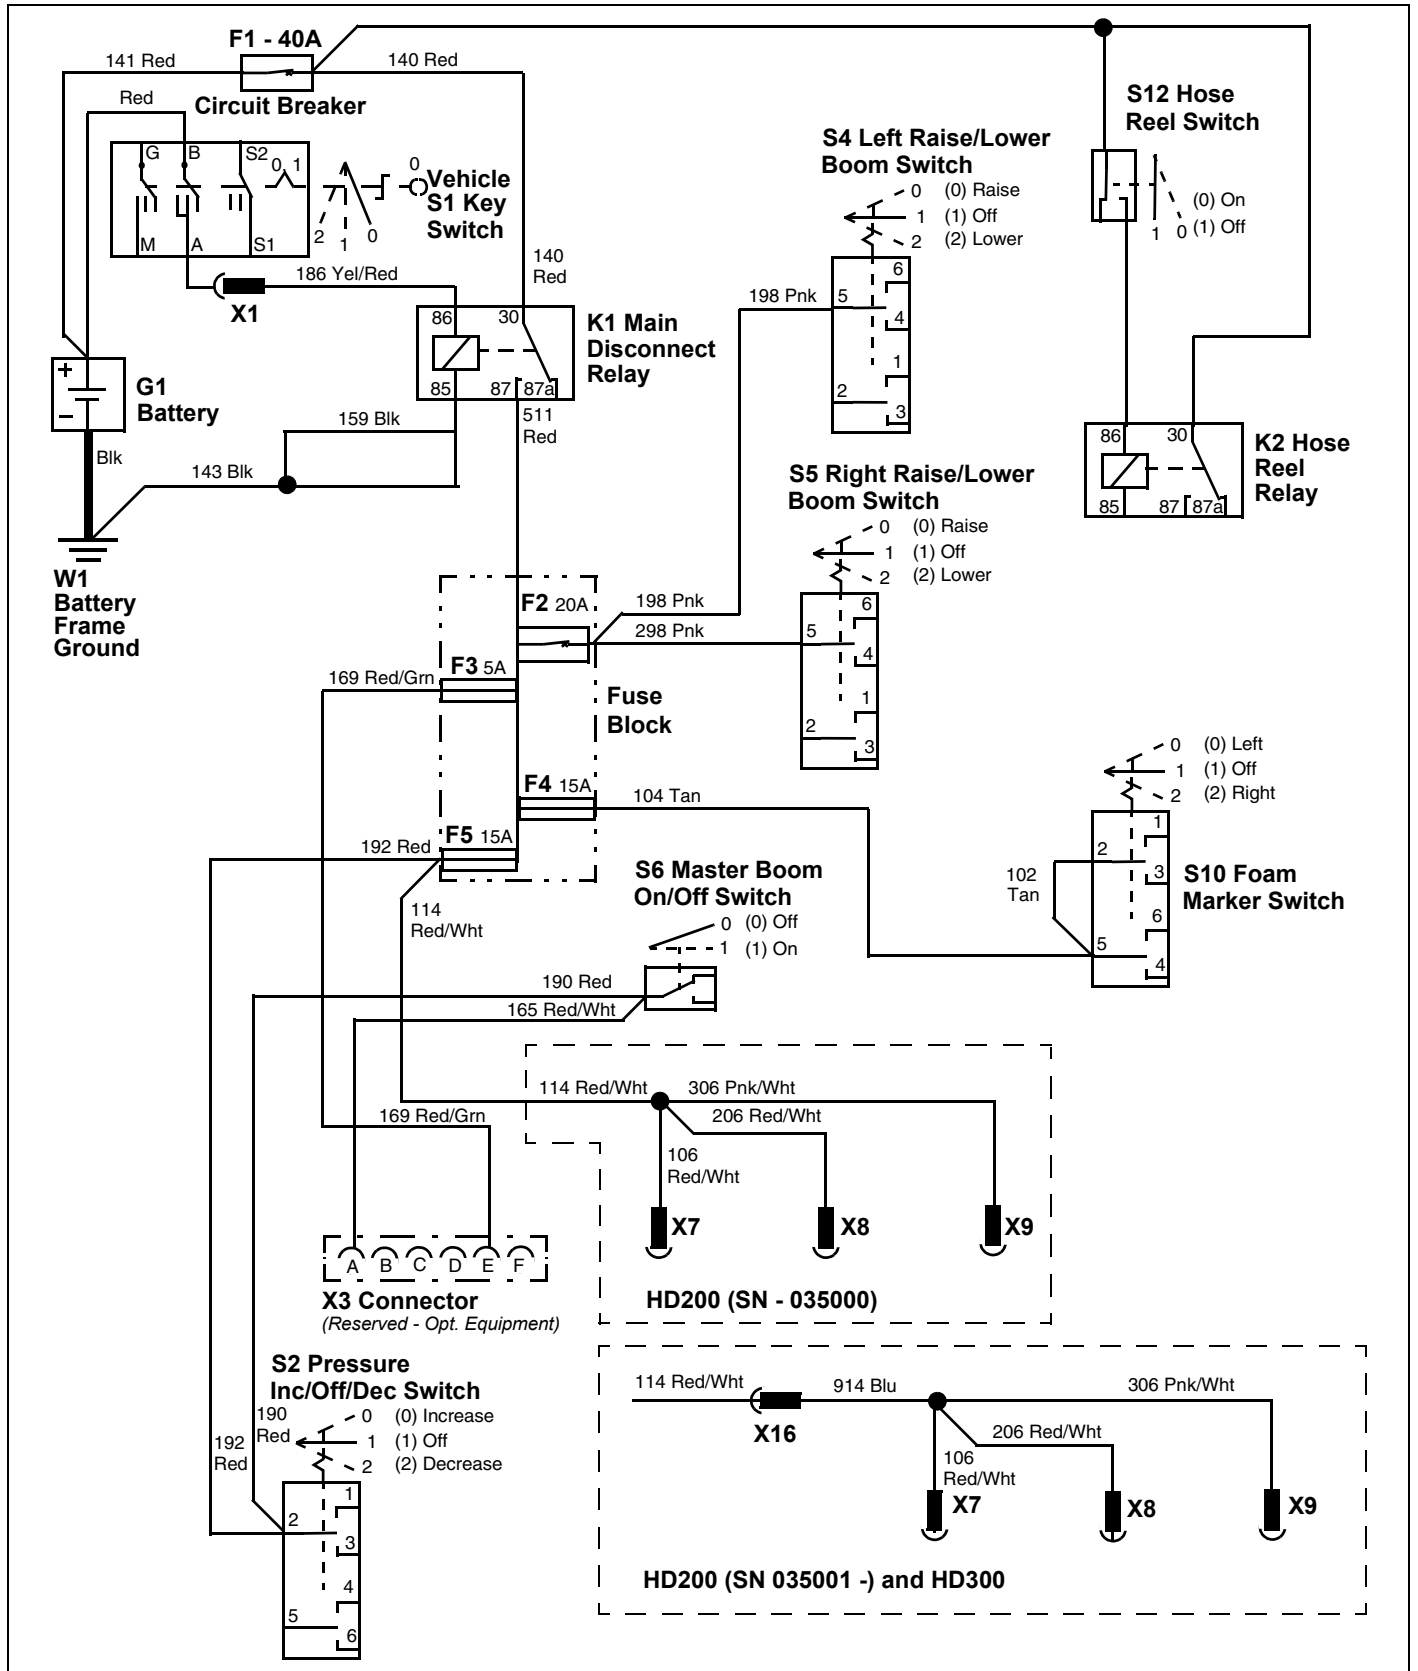 F1 - 40A
141 Red
140 Red
Circuit Breaker
Red
G
B
S2
0
1
M
A
S1
2
1
0
0
Vehicle
S1 Key
Switch
186 Yel/Red
X1
140
Red
86
30
85
87
87a
K1 Main
Disconnect
Relay
511
Red
+
−
G1
Battery
Blk
159 Blk
143 Blk
W1
Battery
Frame
Ground
S4 Left Raise/Lower
Boom Switch
0 (0) Raise
1 (1) Off
2 (2) Lower
198 Pnk
5
6
4
1
2
3
S12 Hose
Reel Switch
(0) On
1 0 (1) Off
86
30
85
87
87a
K2 Hose
Reel
Relay
S5 Right Raise/Lower
Boom Switch
0 (0) Raise
1 (1) Off
2 (2) Lower
6
5
4
1
2
3
F2 20A
198 Pnk
298 Pnk
F3 5A
169 Red/Grn
Fuse
Block
F4 15A
104 Tan
F5 15A
192 Red
114
Red/Wht
0 (0) Left
1 (1) Off
2 (2) Right
1
2
3
6
5
4
102
Tan
S10 Foam
Marker Switch
S6 Master Boom
On/Off Switch
0 (0) Off
1 (1) On
190 Red
165 Red/Wht
114 Red/Wht
306 Pnk/Wht
206 Red/Wht
106
Red/Wht
169 Red/Grn
X7
X8
X9
HD200 (SN - 035000)
A B C D E F
X3 Connector
(Reserved - Opt. Equipment)
S2 Pressure
Inc/Off/Dec Switch
190
Red
0 (0) Increase
1 (1) Off
2 (2) Decrease
192
Red
1
2
3
4
5
6
114 Red/Wht
914 Blu
306 Pnk/Wht
X16
206 Red/Wht
106
Red/Wht
X7
X8
X9
HD200 (SN 035001 -) and HD300